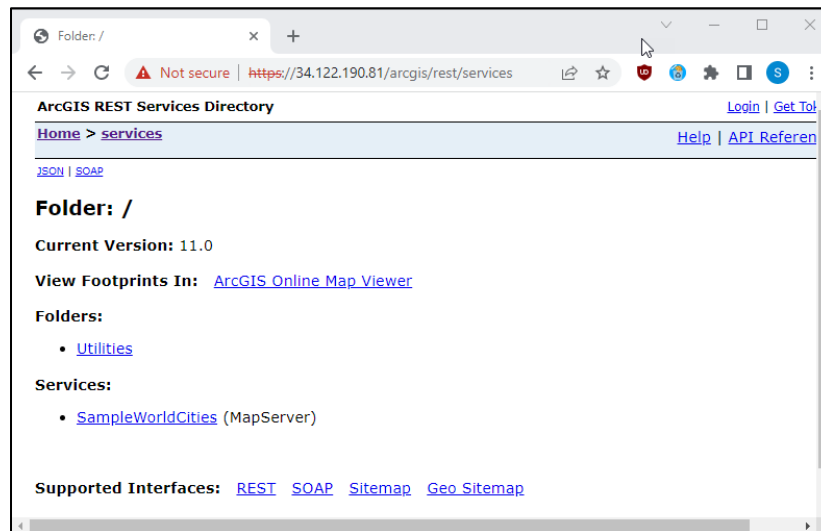 Folder: /
Not secure | https://34.122.190.81/arcgis/rest/services
S
ArcGIS REST Services Directory
Login | Get Tok
Home > services
Help | API Referen
JSON | SOAP
Folder: /
Current Version: 11.0
View Footprints In: ArcGIS Online Map Viewer
Folders:
• Utilities
Services:
• SampleWorldCities (MapServer)
Supported Interfaces: REST SOAP Sitemap Geo Sitemap